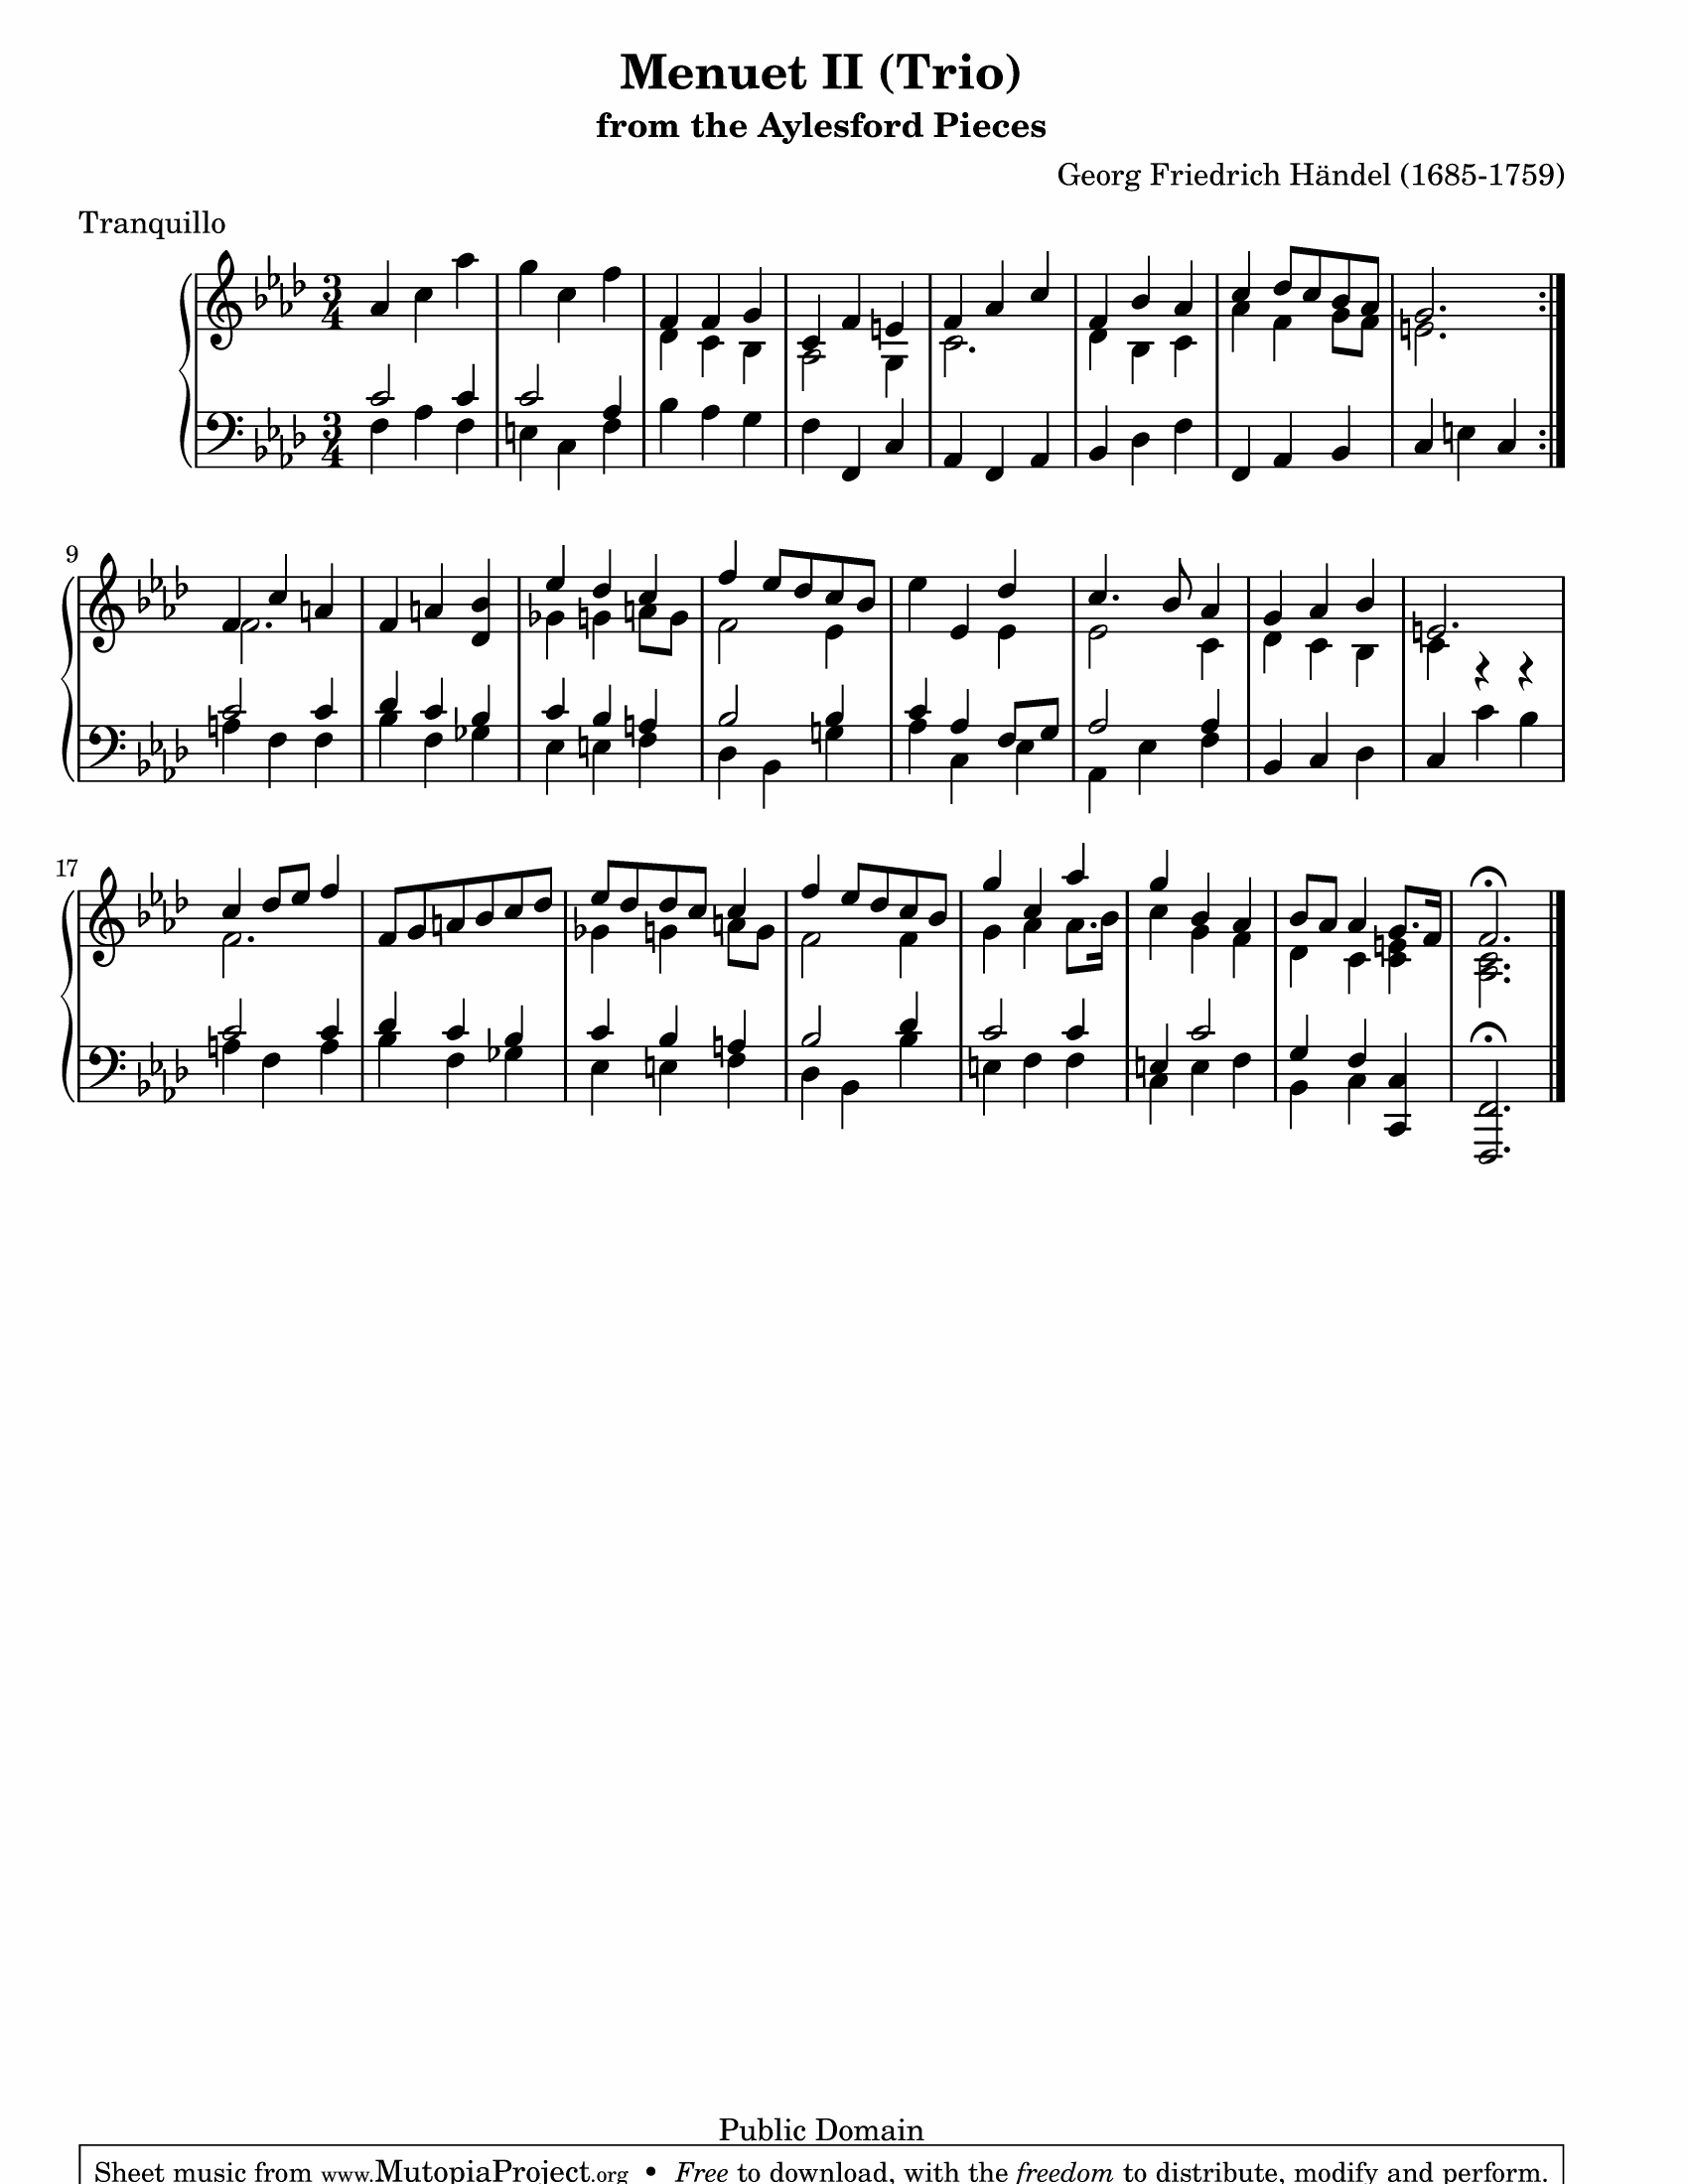 Menuet II (Trio)
from the Aylesford Pieces
Georg Friedrich Händel (1685-1759)
Tranquillo
3 4
3 4
9
17
Public Domain
Sheet music from www.MutopiaProject.org • Free to download, with the freedom to distribute, modify and perform.